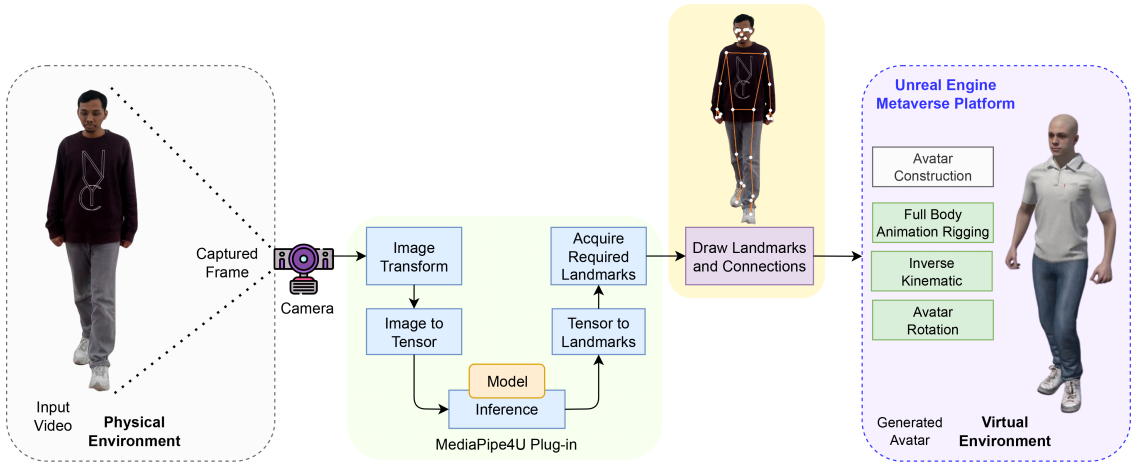 Input
Video
Physical
Environment
Captured
Frame
Camera
Image
Transform
Image to
Tensor
Model
Inference
Tensor to
Landmarks
Acquire
Required
Landmarks
MediaPipe4U Plug-in
NYC
Draw Landmarks
and Connections
Unreal Engine
Metaverse Platform
Avatar
Construction
Full Body
Animation Rigging
Inverse
Kinematic
Avatar
Rotation
Generated
Avatar
Virtual
Environment